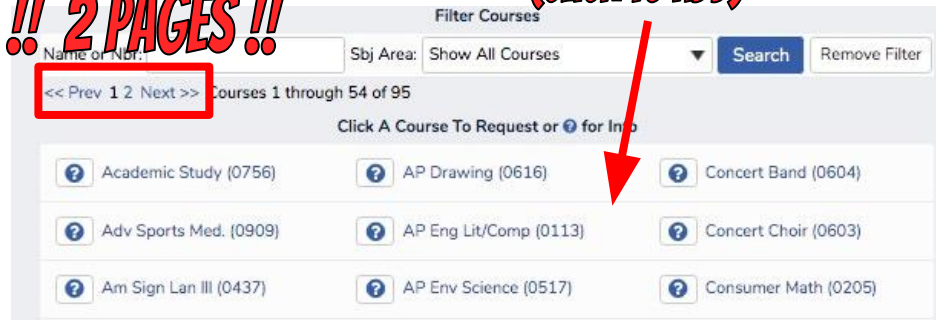 !! 2 PAGES !!
(CLICK TO ADD)
Filter Courses
Name or Nbr: Sbj Area: Show All Courses Search Remove Filter
<< Prev 1 2 Next >> Courses 1 through 54 of 95
Click A Course To Request or ? for Info
? Academic Study (0756) ? AP Drawing (0616) ? Concert Band (0604)
? Adv Sports Med. (0909) ? AP Eng Lit/Comp (0113) ? Concert Choir (0603)
? Am Sign Lan III (0437) ? AP Env Science (0517) ? Consumer Math (0205)